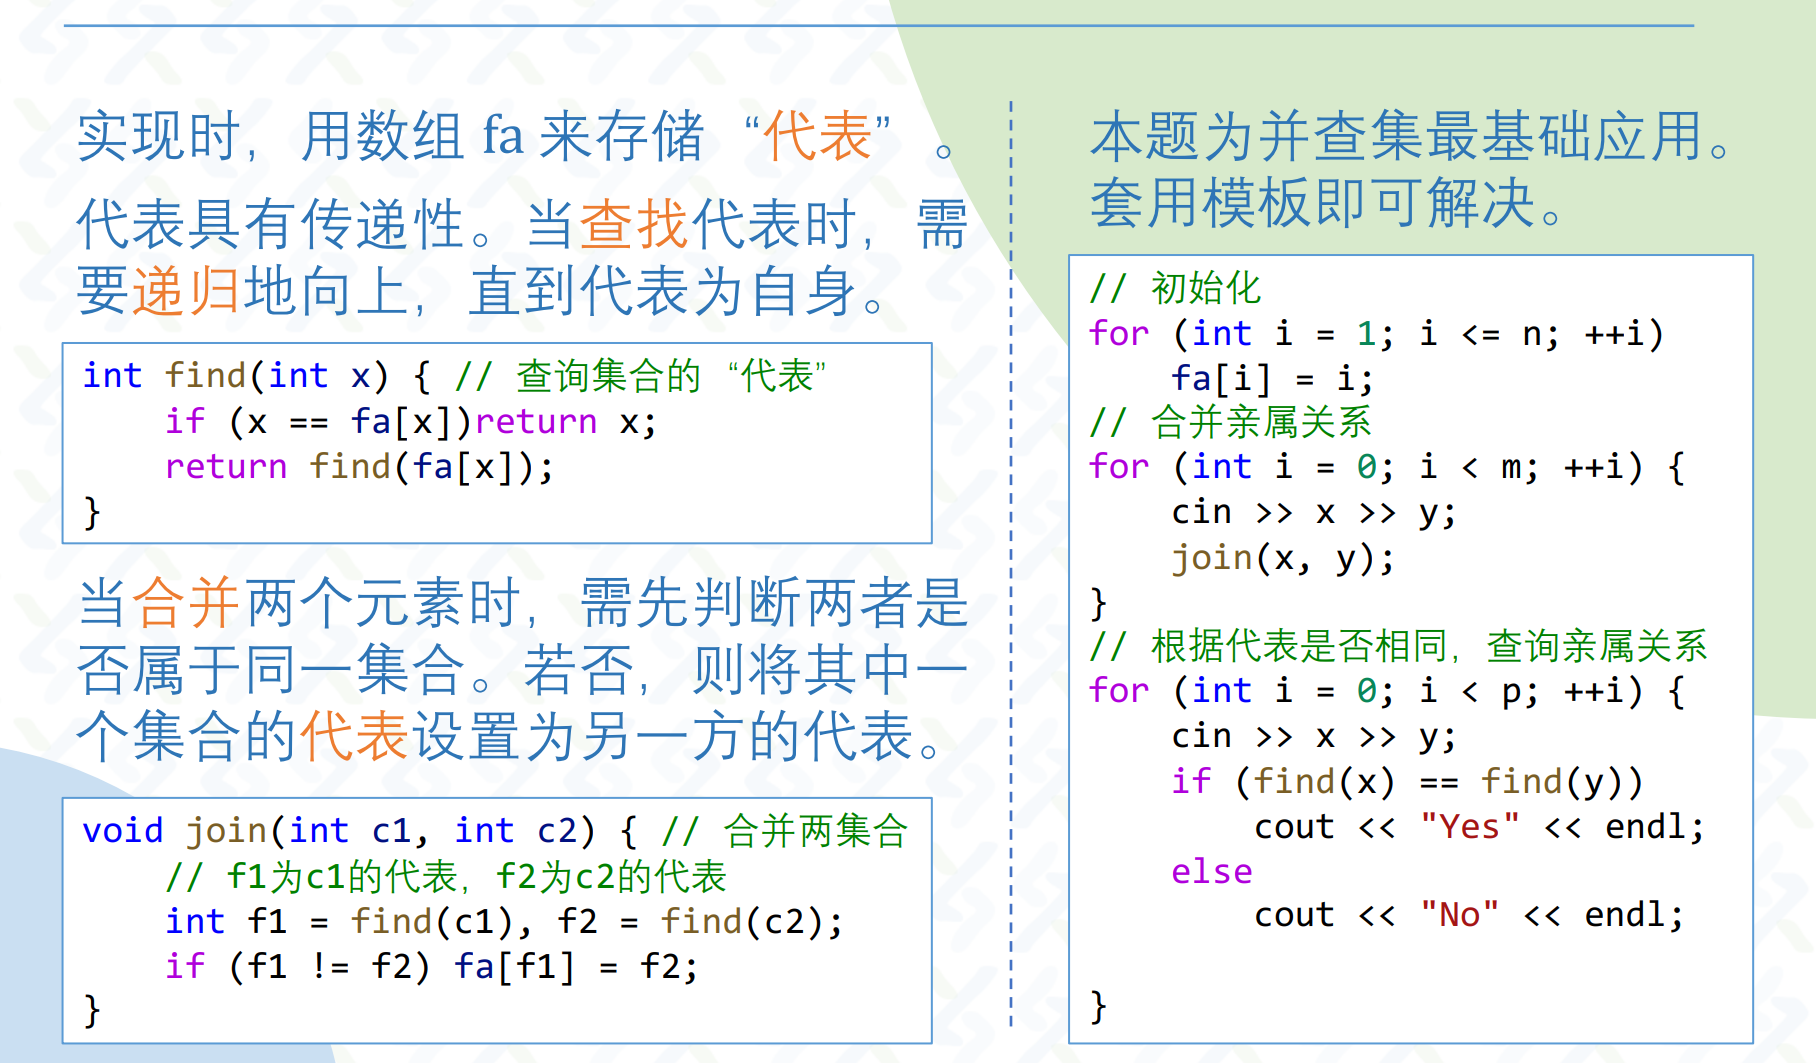 实现时，用数组 fa 来存储 “代表” 。
代表具有传递性。当查找代表时，需
要递归地向上，直到代表为自身。
int find(int x) { // 查询集合的 “代表”
    if (x == fa[x])return x;
    return find(fa[x]);
}
当合并两个元素时，需先判断两者是
否属于同一集合。若否，则将其中一
个集合的代表设置为另一方的代表。
void join(int c1, int c2) { // 合并两集合
    // f1为c1的代表，f2为c2的代表
    int f1 = find(c1), f2 = find(c2);
    if (f1 != f2) fa[f1] = f2;
}
本题为并查集最基础应用。
套用模板即可解决。
// 初始化
for (int i = 1; i <= n; ++i)
    fa[i] = i;
// 合并亲属关系
for (int i = 0; i < m; ++i) {
    cin >> x >> y;
    join(x, y);
}
// 根据代表是否相同，查询亲属关系
for (int i = 0; i < p; ++i) {
    cin >> x >> y;
    if (find(x) == find(y))
        cout << "Yes" << endl;
    else
        cout << "No" << endl;
}